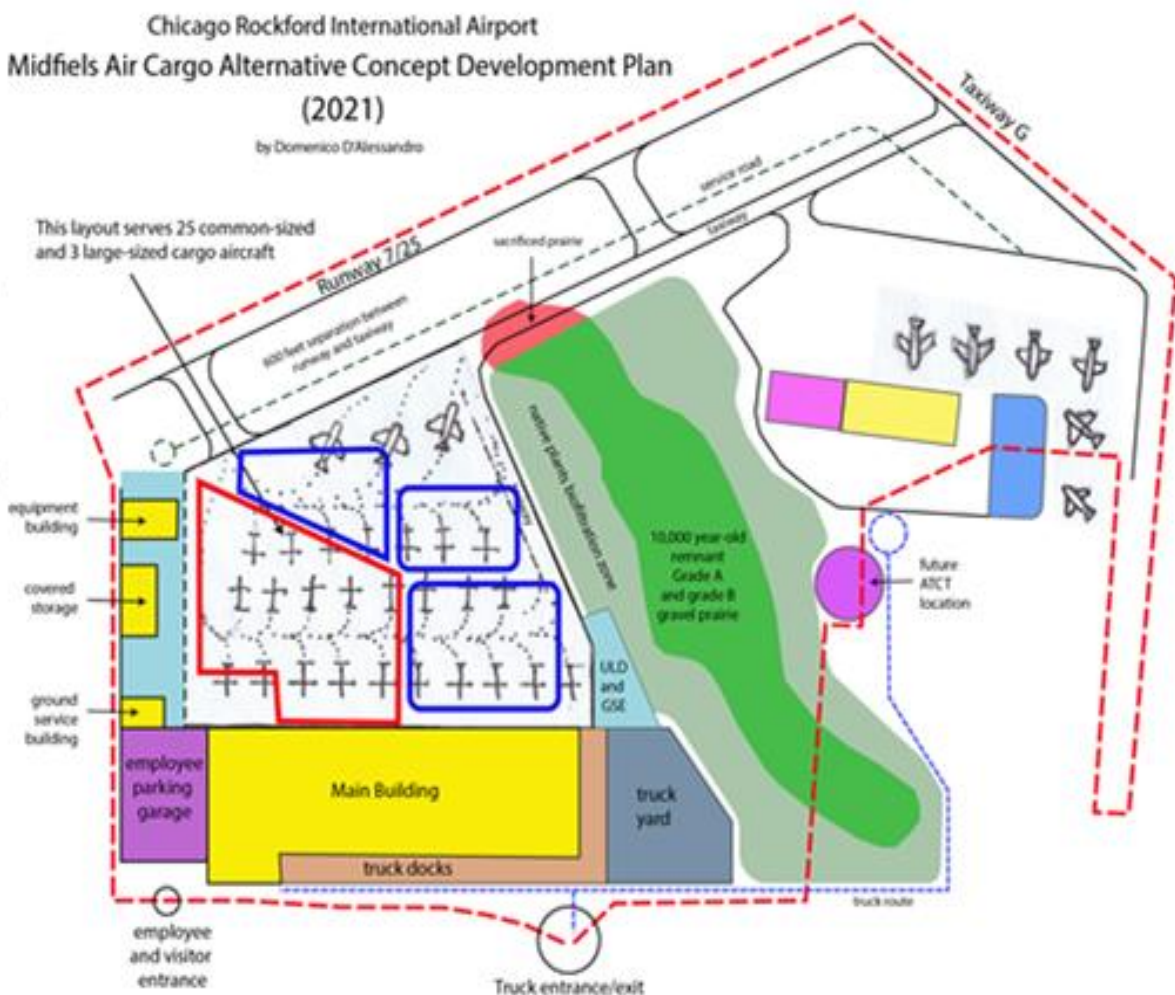 Chicago Rockford International Airport
Midfiels Air Cargo Alternative Concept Development Plan
(2021)
by Domenico D'Alessandro
This layout serves 25 common-sized
and 3 large-sized cargo aircraft
Runway 7/25
600 feet separation between
runway and taxiway
sacrificed prairie
service road
taxiway
Taxiway G
native plants biofiltration zone
10,000 year-old
remnant
Grade A
and grade B
gravel prairie
future
ATCT
location
equipment
building
covered
storage
ground
service
building
ULD
and
GSE
employee
parking
garage
Main Building
truck
yard
truck docks
truck route
employee
and visitor
entrance
Truck entrance/exit